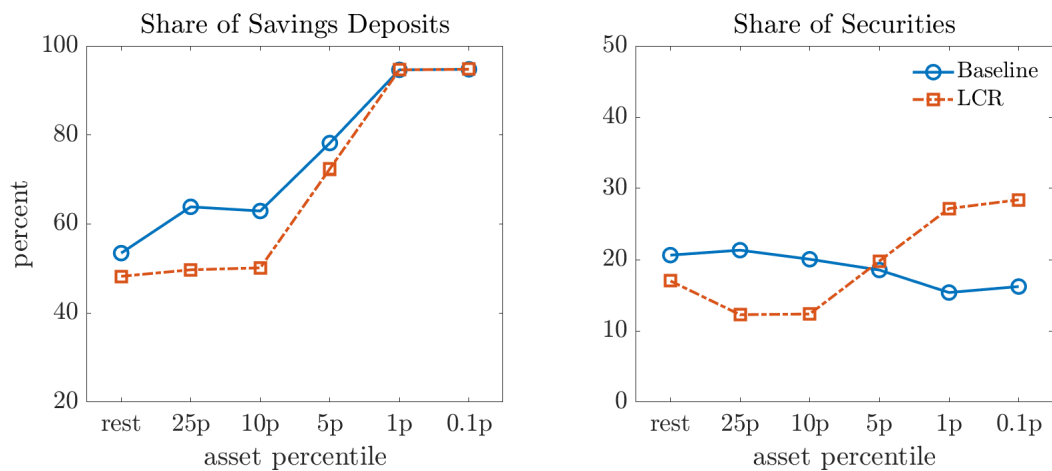 Share of Savings Deposits
100
80
60
40
20
percent
rest 25p 10p 5p 1p 0.1p
asset percentile
Share of Securities
50
40
30
20
10
0
Baseline
LCR
rest 25p 10p 5p 1p 0.1p
asset percentile